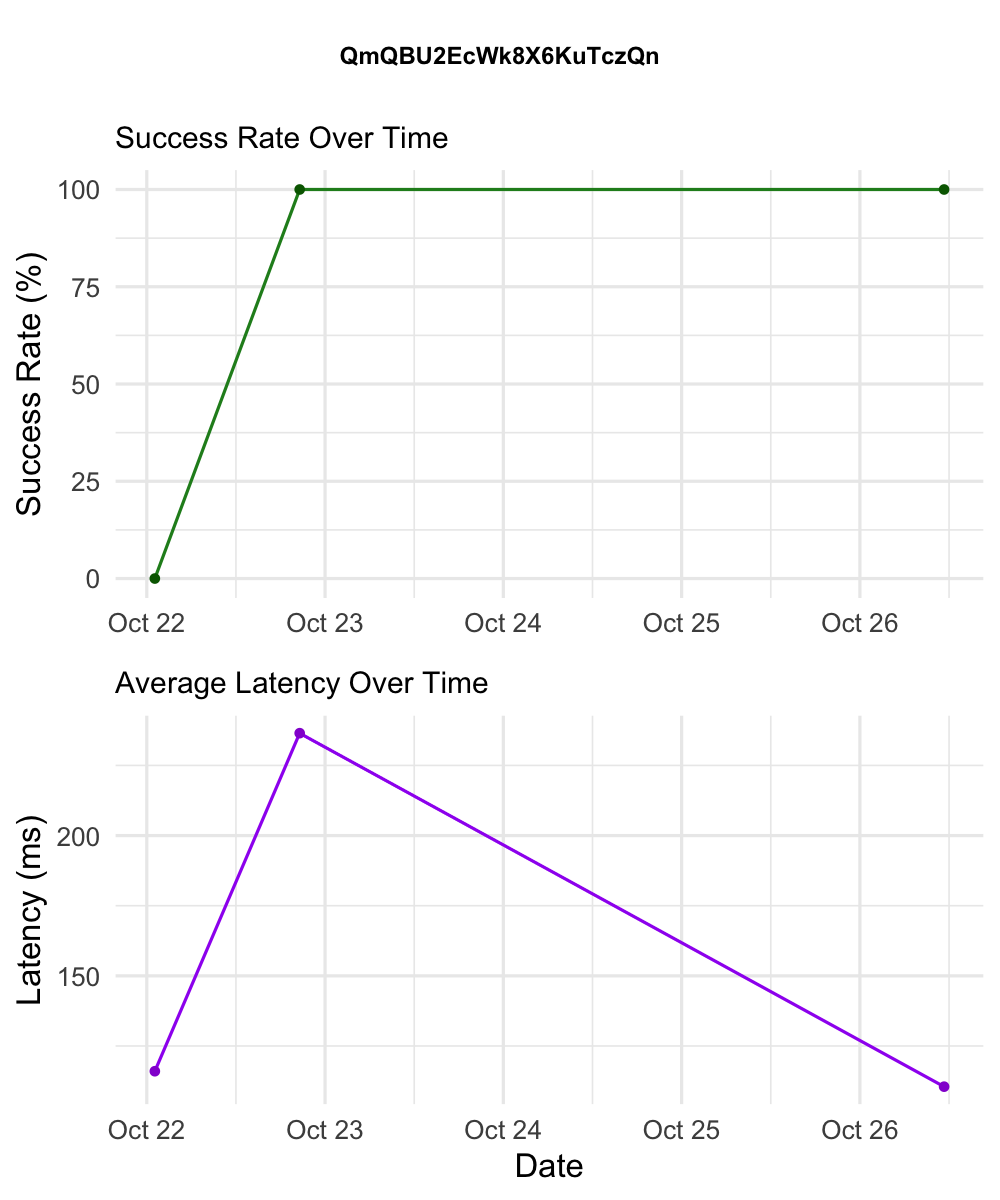 QmQBU2EcWk8X6KuTczQn
Success Rate Over Time
Success Rate (%)
100
75
50
25
0
Oct 22 Oct 23 Oct 24 Oct 25 Oct 26
Average Latency Over Time
Latency (ms)
200
150
Oct 22 Oct 23 Oct 24 Oct 25 Oct 26
Date